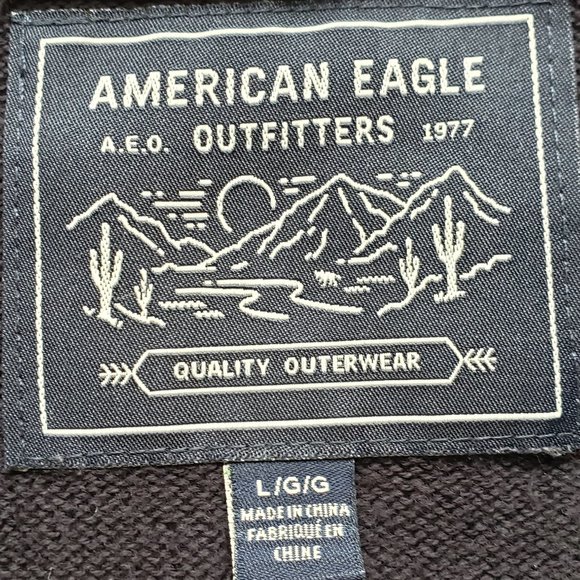 AMERICAN EAGLE
A.E.O. OUTFITTERS 1977
QUALITY OUTERWEAR
L/G/G
MADE IN CHINA
FABRIQUÉ EN
CHINE